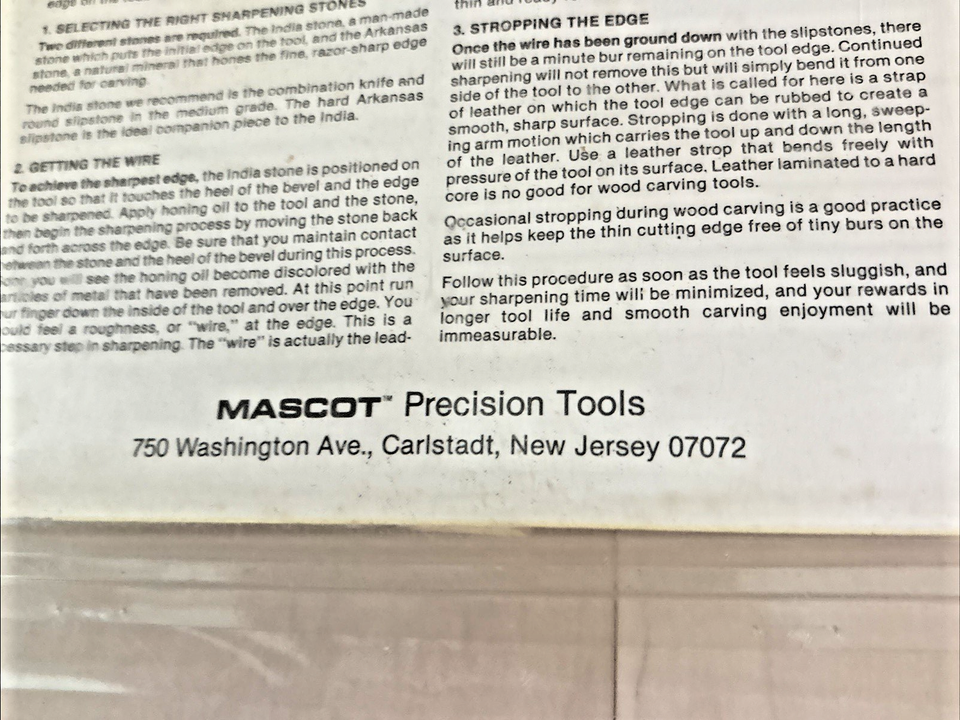 edge on the
1. SELECTING THE RIGHT SHARPENING STONES
Two different stones are required. The India stone, a man-made
stone which puts the initial edge on the tool, and the Arkansas
stone, a natural mineral that hones the fine, razor-sharp edge
needed for carving.
The India stone we recommend is the combination knife and
round slipstone in the medium grade. The hard Arkansas
slipstone is the ideal companion piece to the India.
2. GETTING THE WIRE
To achieve the sharpest edge, the India stone is positioned on
the tool so that it touches the heel of the bevel and the edge
to be sharpened. Apply honing oil to the tool and the stone,
then begin the sharpening process by moving the stone back
and forth across the edge. Be sure that you maintain contact
between the stone and the heel of the bevel during this process.
you will see the honing oil become discolored with the
articles of metal that have been removed. At this point run
ur finger down the inside of the tool and over the edge. You
ould feel a roughness, or "wire," at the edge. This is a
cessary step in sharpening. The "wire" is actually the lead-
thin and ready
3. STROPPING THE EDGE
Once the wire has been ground down with the slipstones, there
will still be a minute bur remaining on the tool edge. Continued
sharpening will not remove this but will simply bend it from one
side of the tool to the other. What is called for here is a strap
of leather on which the tool edge can be rubbed to create a
smooth, sharp surface. Stropping is done with a long, sweep-
ing arm motion which carries the tool up and down the length
of the leather. Use a leather strop that bends freely with
pressure of the tool on its surface. Leather laminated to a hard
core is no good for wood carving tools.
Occasional stropping during wood carving is a good practice
as it helps keep the thin cutting edge free of tiny burs on the
surface.
Follow this procedure as soon as the tool feels sluggish, and
your sharpening time will be minimized, and your rewards in
longer tool life and smooth carving enjoyment will be
immeasurable.
MASCOT™ Precision Tools
750 Washington Ave., Carlstadt, New Jersey 07072